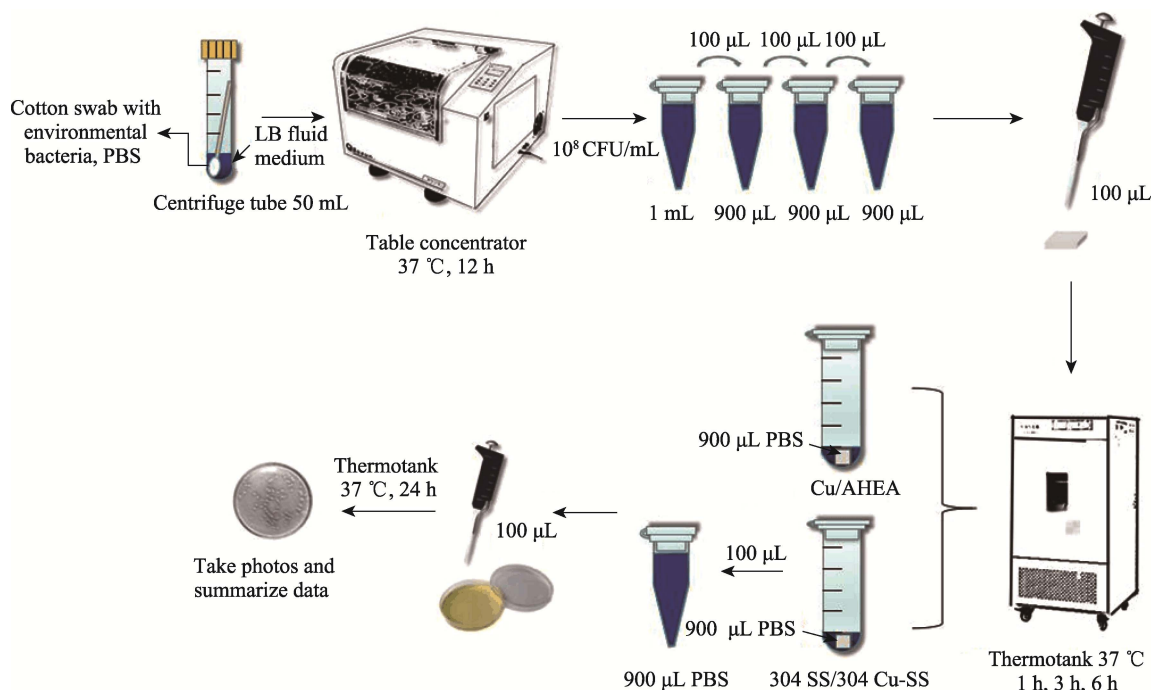 Cotton swab with
environmental
bacteria, PBS
LB fluid
medium
Centrifuge tube 50 mL
Table concentrator
37 ℃, 12 h
10⁸ CFU/mL
100 μL
100 μL
100 μL
1 mL
900 μL
900 μL
900 μL
100 μL
Thermotank 37 ℃
1 h, 3 h, 6 h
900 μL PBS
Cu/AHEA
900 μL PBS
304 SS/304 Cu-SS
100 μL
900 μL PBS
100 μL
Thermotank
37 ℃, 24 h
Take photos and
summarize data